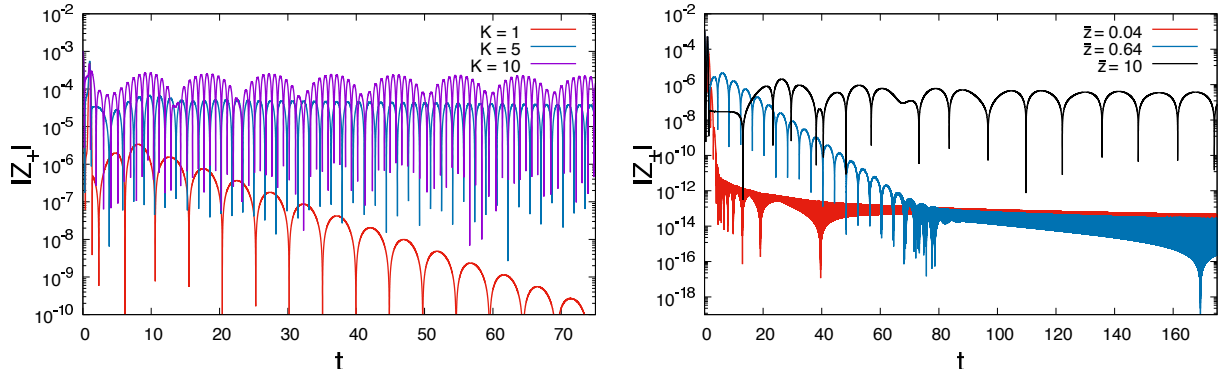 10⁻²
10⁻³
10⁻⁴
10⁻⁵
10⁻⁶
10⁻⁷
10⁻⁸
10⁻⁹
10⁻¹⁰
|Z₊|
K = 1
K = 5
K = 10
0 10 20 30 40 50 60 70
t
10⁻²
10⁻⁴
10⁻⁶
10⁻⁸
10⁻¹⁰
10⁻¹²
10⁻¹⁴
10⁻¹⁶
10⁻¹⁸
|Z₊|
z̄ = 0.04
z̄ = 0.64
z̄ = 10
0 20 40 60 80 100 120 140 160
t